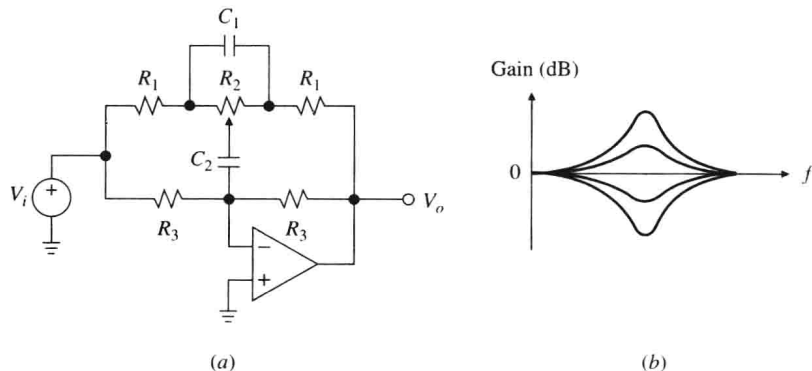 C₁
R₁ R₂ R₁
C₂
Vᵢ + R₃ R₃ Vₒ
−
+
(a)
Gain (dB)
0
f
(b)